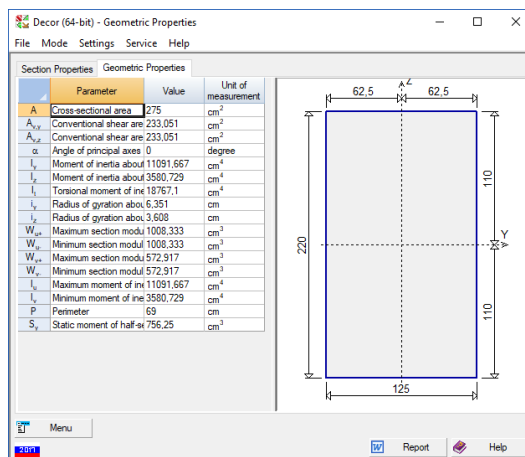 Decor (64-bit) - Geometric Properties
File Mode Settings Service Help
Section Properties Geometric Properties
Parameter Value Unit of measurement
A Cross-sectional area 275 cm²
Av,y Conventional shear are 233,051 cm²
Av,z Conventional shear are 233,051 cm²
α Angle of principal axes 0 degree
Iy Moment of inertia about 11091,667 cm⁴
Iz Moment of inertia about 3580,729 cm⁴
It Torsional moment of ine 18767,1 cm⁴
iy Radius of gyration abou 6,351 cm
iz Radius of gyration abou 3,608 cm
Wu+ Maximum section modu 1008,333 cm³
Wu- Minimum section modul 1008,333 cm³
Wv+ Maximum section modu 572,917 cm³
Wv- Minimum section modul 572,917 cm³
Iu Maximum moment of ine 11091,667 cm⁴
Iv Minimum moment of ine 3580,729 cm⁴
P Perimeter 69 cm
Sy Static moment of half-s 756,25 cm³
Z
62,5 62,5
110
220
Y
110
125
Menu
2017
Report Help